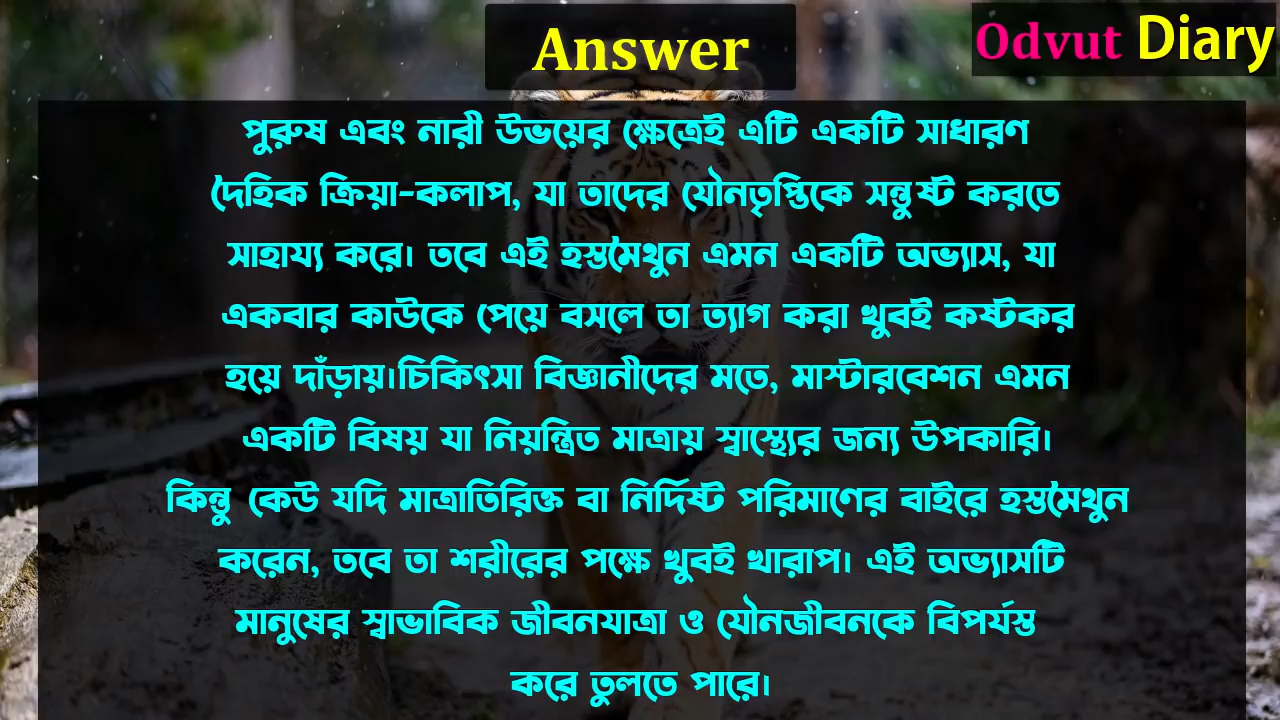 Answer
Odvut Diary
পুরুষ এবং নারী উভয়ের ক্ষেত্রেই এটি একটি সাধারণ
দৈহিক ক্রিয়া-কলাপ, যা তাদের যৌনতৃপ্তিকে সন্তুষ্ট করতে
সাহায্য করে। তবে এই হস্তমৈথুন এমন একটি অভ্যাস, যা
একবার কাউকে পেয়ে বসলে তা ত্যাগ করা খুবই কষ্টকর
হয়ে দাঁড়ায়।চিকিৎসা বিজ্ঞানীদের মতে, মাস্টারবেশন এমন
একটি বিষয় যা নিয়ন্ত্রিত মাত্রায় স্বাস্থ্যের জন্য উপকারি।
কিন্তু কেউ যদি মাত্রাতিরিক্ত বা নির্দিষ্ট পরিমাণের বাইরে হস্তমৈথুন
করেন, তবে তা শরীরের পক্ষে খুবই খারাপ। এই অভ্যাসটি
মানুষের স্বাভাবিক জীবনযাত্রা ও যৌনজীবনকে বিপর্যস্ত
করে তুলতে পারে।